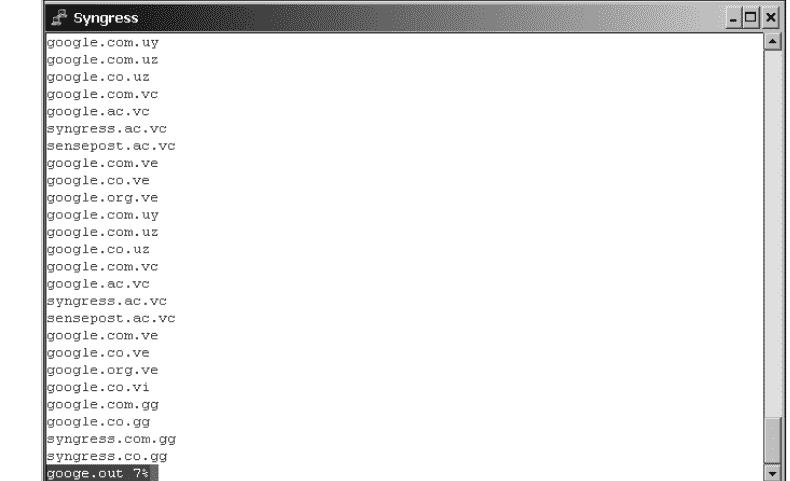 Syngress
google.com.uy
google.com.uz
google.co.uz
google.com.vc
google.ac.vc
syngress.ac.vc
sensepost.ac.vc
google.com.ve
google.co.ve
google.org.ve
google.com.uy
google.com.uz
google.co.uz
google.com.vc
google.ac.vc
syngress.ac.vc
sensepost.ac.vc
google.com.ve
google.co.ve
google.org.ve
google.co.vi
google.com.gg
google.co.gg
syngress.com.gg
syngress.co.gg
googe.out 7%